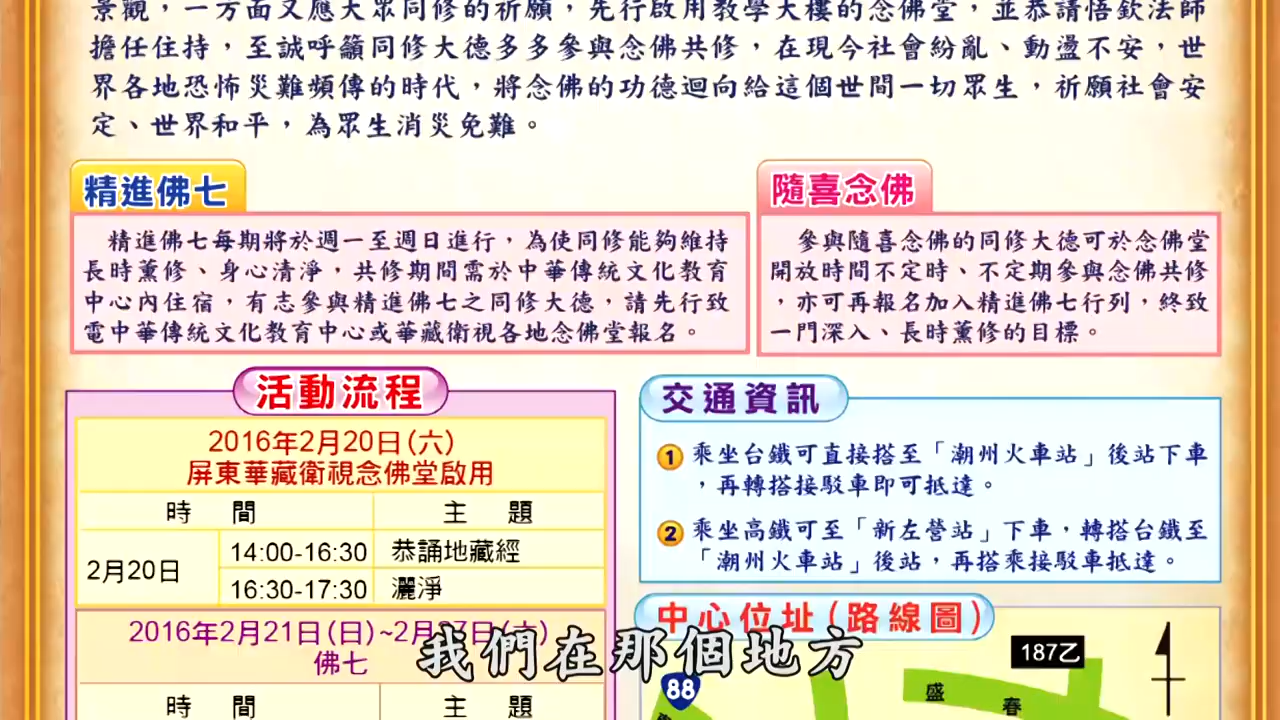 景觀，一方面又應大眾同修的祈願，先行啟用教學大樓的念佛堂，並恭請悟欽法師
擔任住持，至誠呼籲同修大德多多參與念佛共修，在現今社會紛亂、動盪不安，世
界各地恐怖災難頻傳的時代，將念佛的功德迴向給這個世間一切眾生，祈願社會安
定、世界和平，為眾生消災免難。
精進佛七
精進佛七每期將於週一至週日進行，為使同修能夠維持
長時薰修、身心清淨，共修期間需於中華傳統文化教育
中心內住宿，有志參與精進佛七之同修大德，請先行致
電中華傳統文化教育中心或華藏衛視各地念佛堂報名。
隨喜念佛
參與隨喜念佛的同修大德可於念佛堂
開放時間不定時、不定期參與念佛共修
，亦可再報名加入精進佛七行列，終致
一門深入、長時薰修的目標。
活動流程
2016年2月20日(六)
屏東華藏衛視念佛堂啟用
時 間 主 題
2月20日
14:00-16:30 恭誦地藏經
16:30-17:30 灑淨
2016年2月21日(日)~2月27日(六)
佛七
時 間 主 題
交通資訊
1 乘坐台鐵可直接搭至「潮州火車站」後站下車
，再轉搭接駁車即可抵達。
2 乘坐高鐵可至「新左營站」下車，轉搭台鐵至
「潮州火車站」後站，再搭乘接駁車抵達。
中心位址(路線圖)
187乙
88
盛
春
我們在那個地方